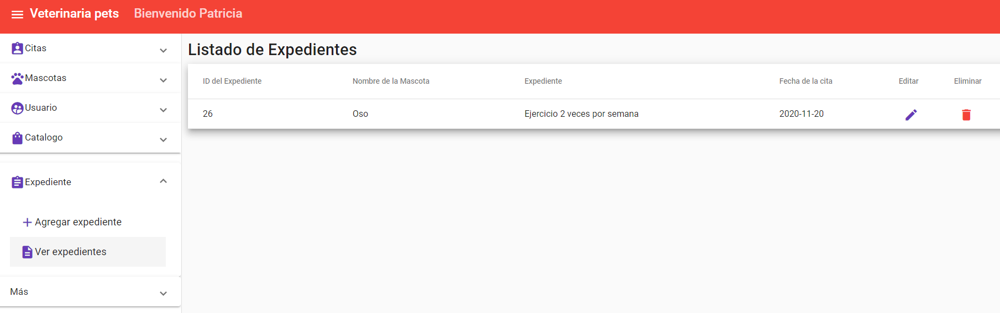 Veterinaria pets Bienvenido Patricia
Citas
Mascotas
Usuario
Catalogo
Expediente
Agregar expediente
Ver expedientes
Más
Listado de Expedientes
ID del Expediente Nombre de la Mascota Expediente Fecha de la cita Editar Eliminar
26 Oso Ejercicio 2 veces por semana 2020-11-20